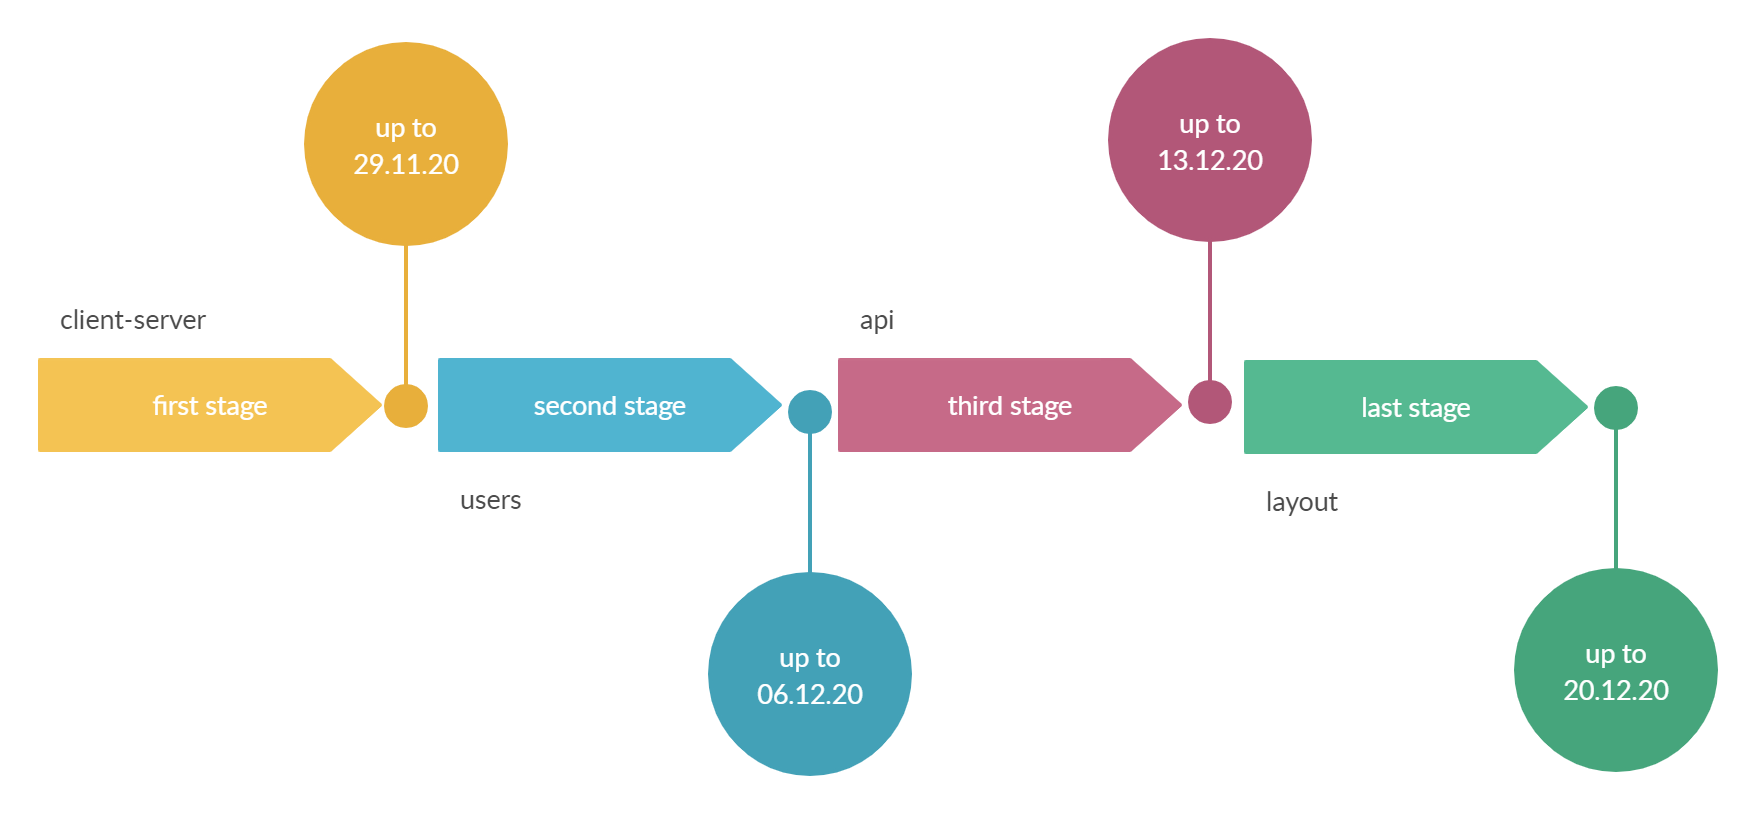 up to
29.11.20
up to
13.12.20
client-server
api
first stage
second stage
third stage
last stage
users
layout
up to
06.12.20
up to
20.12.20